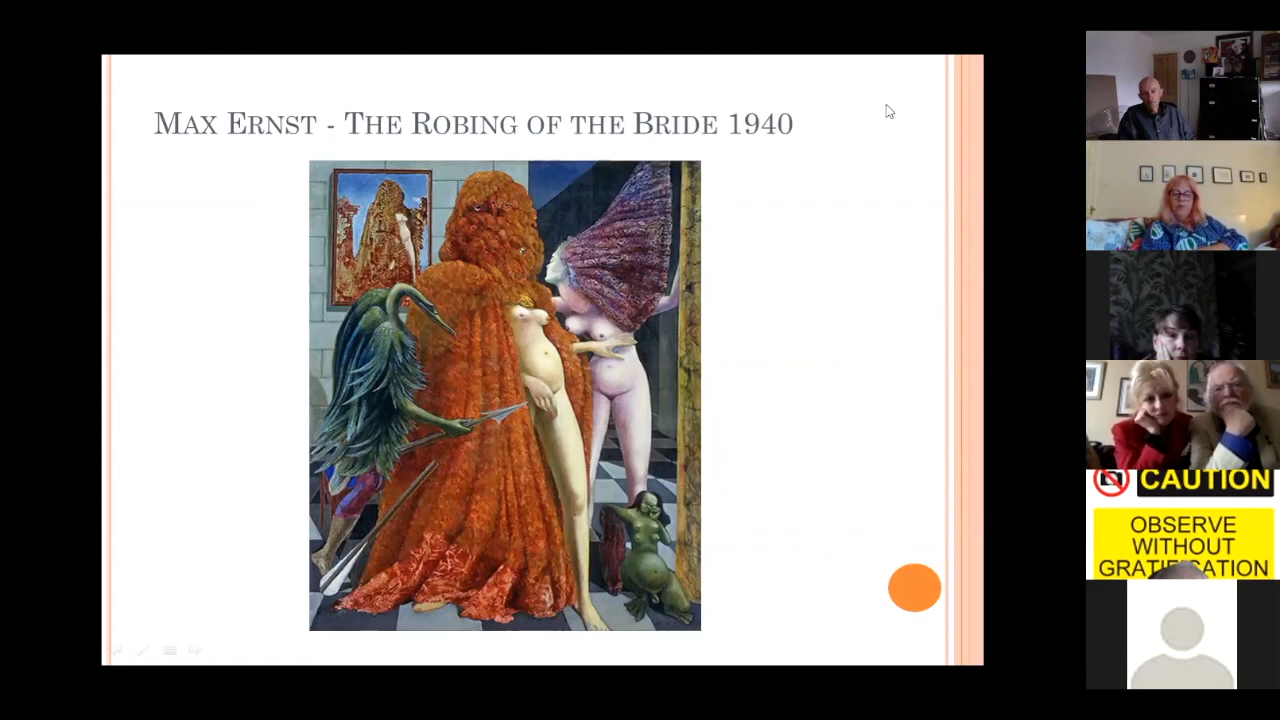 MAX ERNST - THE ROBING OF THE BRIDE 1940
CAUTION
OBSERVE
WITHOUT
GRATIFICATION